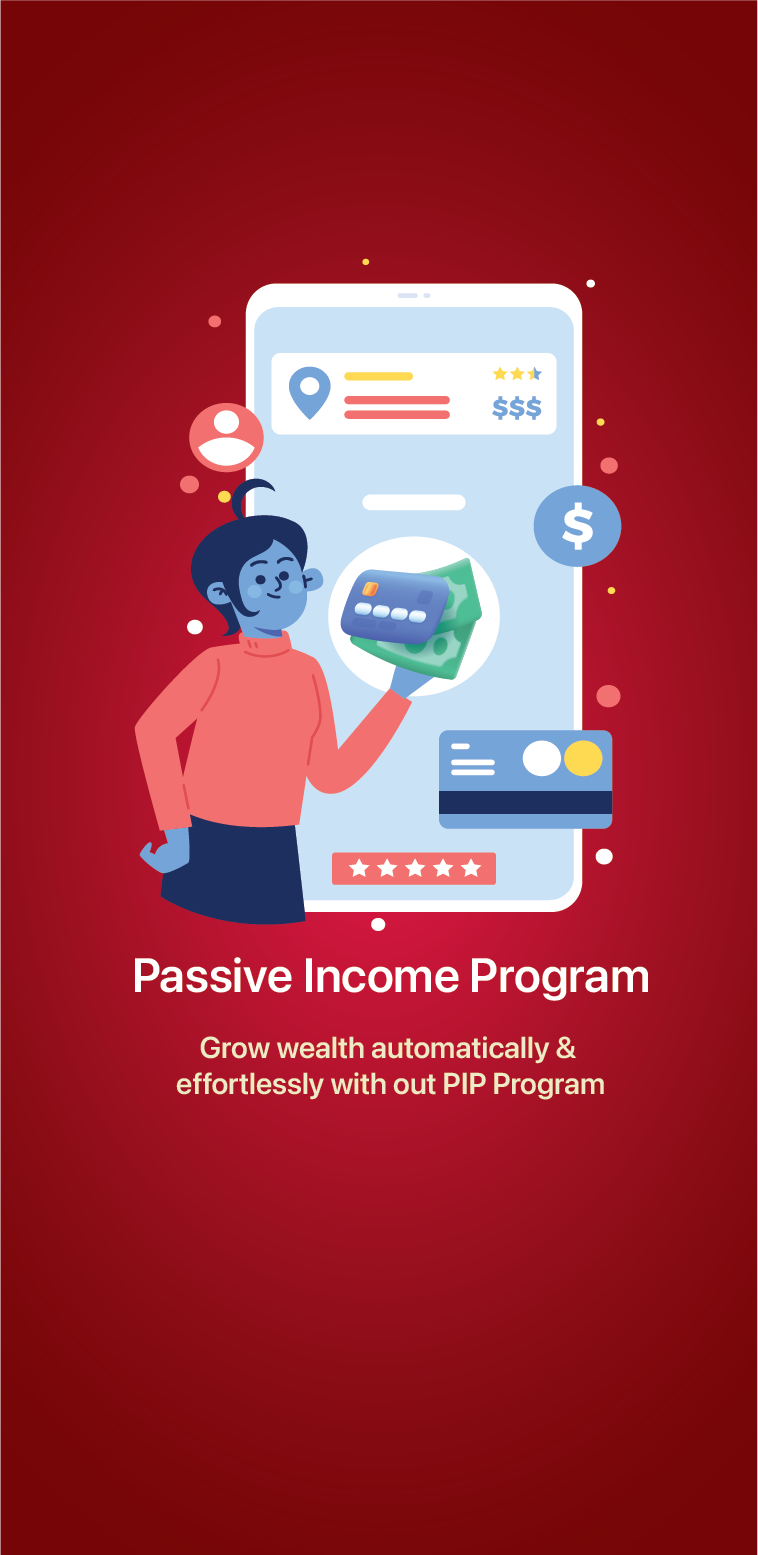 $$$
$
Passive Income Program
Grow wealth automatically &
effortlessly with out PIP Program